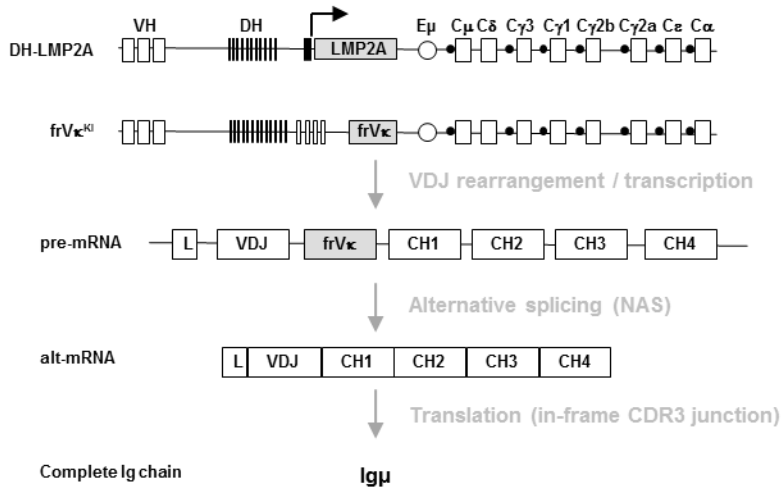 VH DH Eμ Cμ Cδ Cγ3 Cγ1 Cγ2b Cγ2a Cε Cα
DH-LMP2A LMP2A
frVκKI frVκ
VDJ rearrangement / transcription
pre-mRNA L VDJ frVκ CH1 CH2 CH3 CH4
Alternative splicing (NAS)
alt-mRNA L VDJ CH1 CH2 CH3 CH4
Translation (in-frame CDR3 junction)
Complete Ig chain Igμ